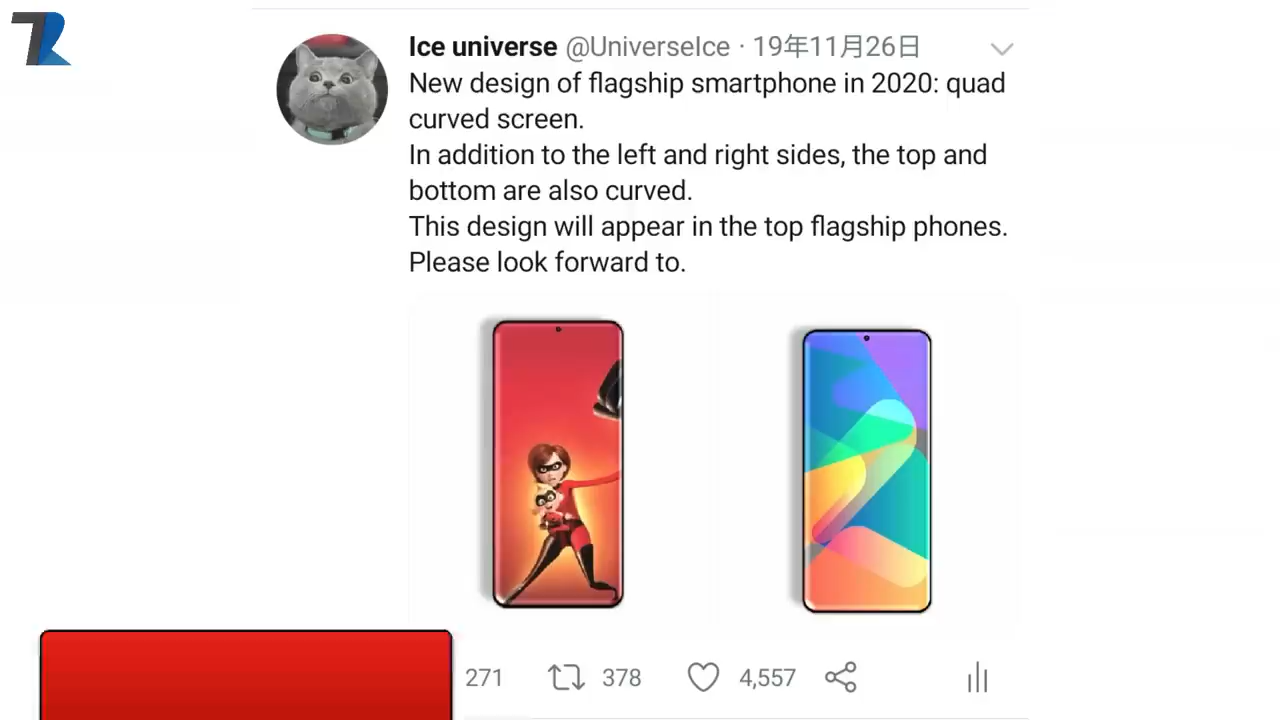 Ice universe @UniverseIce · 19年11月26日
New design of flagship smartphone in 2020: quad
curved screen.
In addition to the left and right sides, the top and
bottom are also curved.
This design will appear in the top flagship phones.
Please look forward to.
271 378 4,557